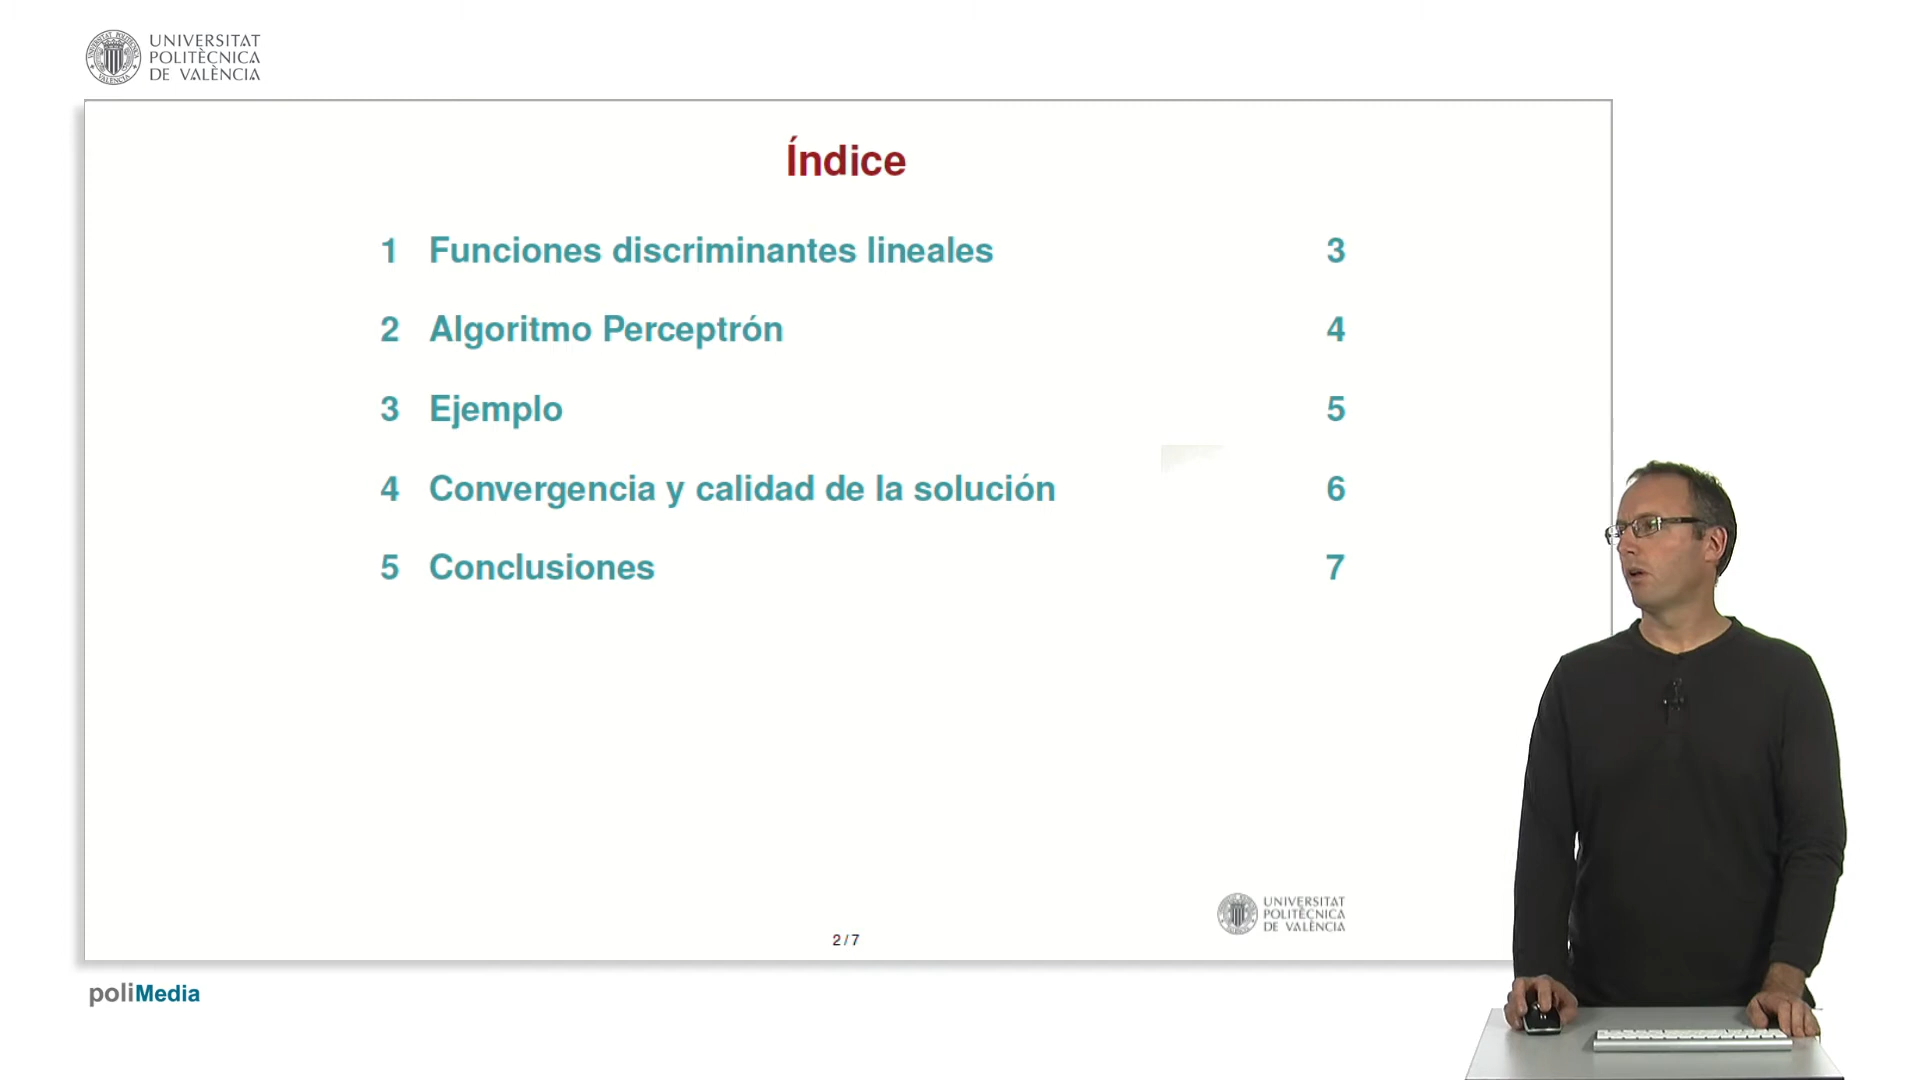 UNIVERSITAT
POLITÈCNICA
DE VALÈNCIA
Índice
1 Funciones discriminantes lineales 3
2 Algoritmo Perceptrón 4
3 Ejemplo 5
4 Convergencia y calidad de la solución 6
5 Conclusiones 7
UNIVERSITAT
POLITÈCNICA
DE VALÈNCIA
2 / 7
poliMedia